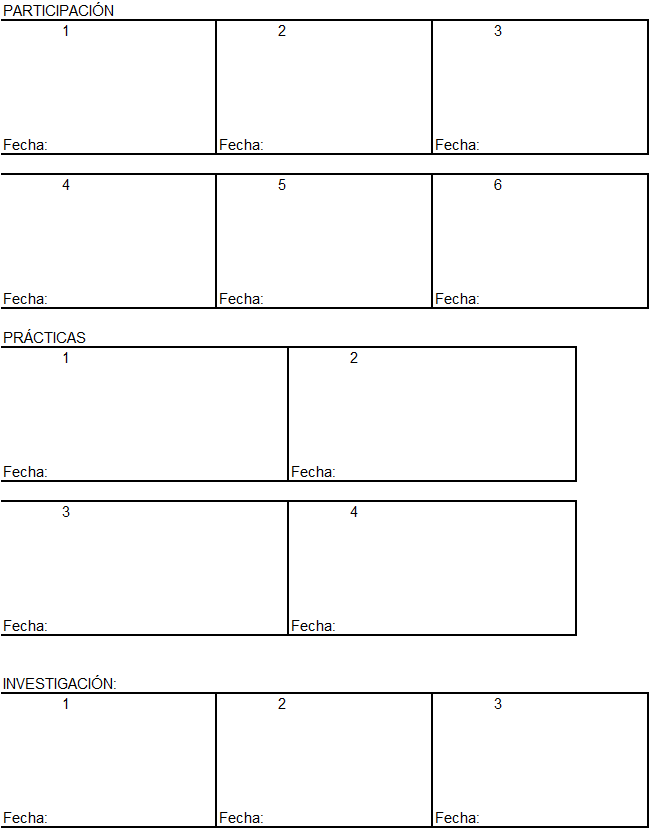 PARTICIPACIÓN
1 2 3
Fecha: Fecha: Fecha:
4 5 6
Fecha: Fecha: Fecha:
PRÁCTICAS
1 2
Fecha: Fecha:
3 4
Fecha: Fecha:
INVESTIGACIÓN:
1 2 3
Fecha: Fecha: Fecha: